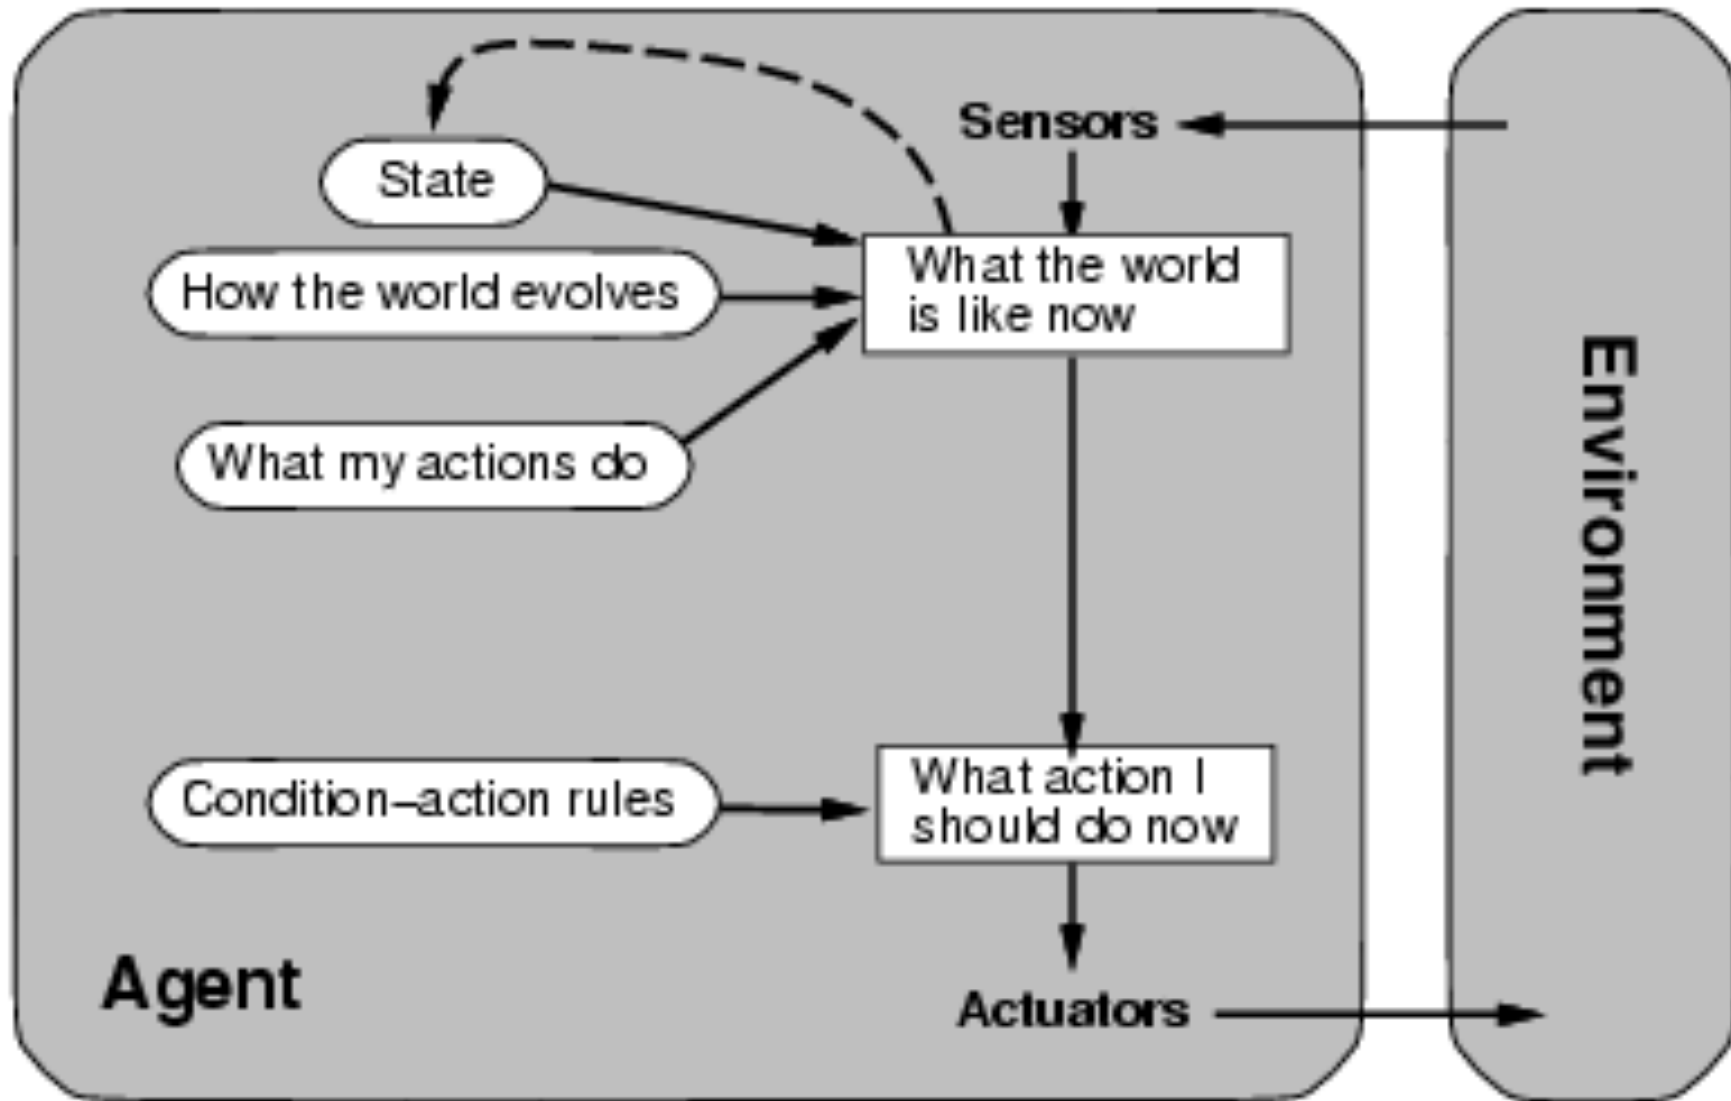 Sensors
State
What the world
is like now
How the world evolves
What my actions do
Environment
Condition–action rules
What action I
should do now
Agent
Actuators